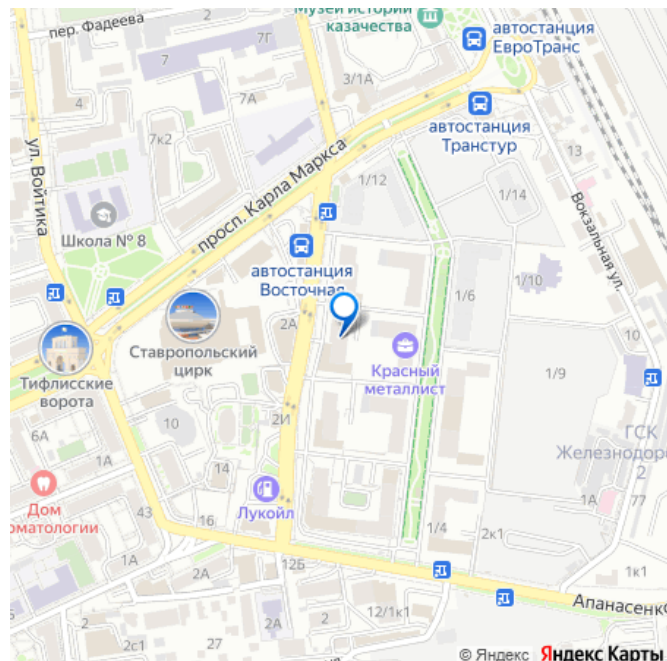 пер. Фадеева
2
7Г
Музей истории
казачества
автостанция
ЕвроТранс
7
3/1А
4
7А
автостанция
Транстур
7к2
13
ул. Войтика
просп. Карла Маркса
1/12
1/14
Школа № 8
Вокзальная ул.
автостанция
Восточная
1/10
1/6
2А
10
Ставропольский
цирк
Красный
металлист
Тифлисские
ворота
1/9
2И
6А
10
ГСК
Железнодоро
2
1А
14
Дом
оматологии
43
16
Лукойл
1А
77
1/4
2к1
1А
12Б
2А
1к1
2
12/1к1
Апанасенко
2с1
27
© Яндекс Яндекс Карты